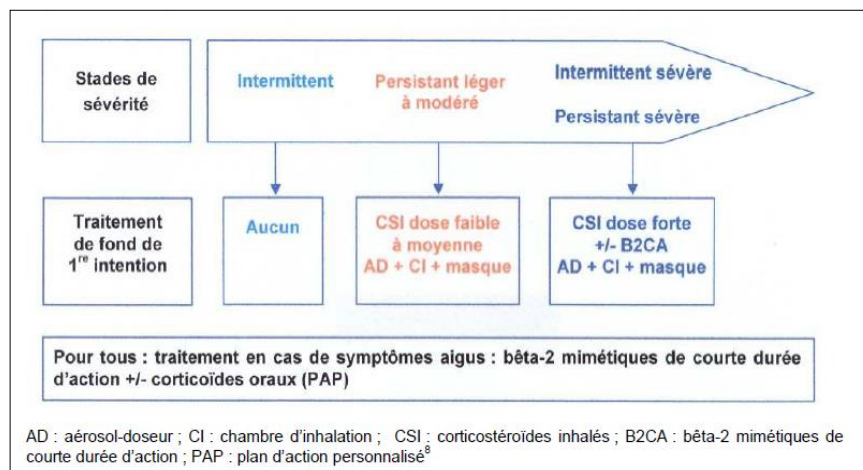 Stades de
sévérité
Intermittent
Persistant léger
à modéré
Intermittent sévère
Persistant sévère
Traitement
de fond de
1re intention
Aucun
CSI dose faible
à moyenne
AD + CI + masque
CSI dose forte
+/- B2CA
AD + CI + masque
Pour tous : traitement en cas de symptômes aigus : bêta-2 mimétiques de courte durée
d'action +/- corticoïdes oraux (PAP)
AD : aérosol-doseur ; CI : chambre d'inhalation ; CSI : corticostéroïdes inhalés ; B2CA : bêta-2 mimétiques de
courte durée d'action ; PAP : plan d'action personnalisé8